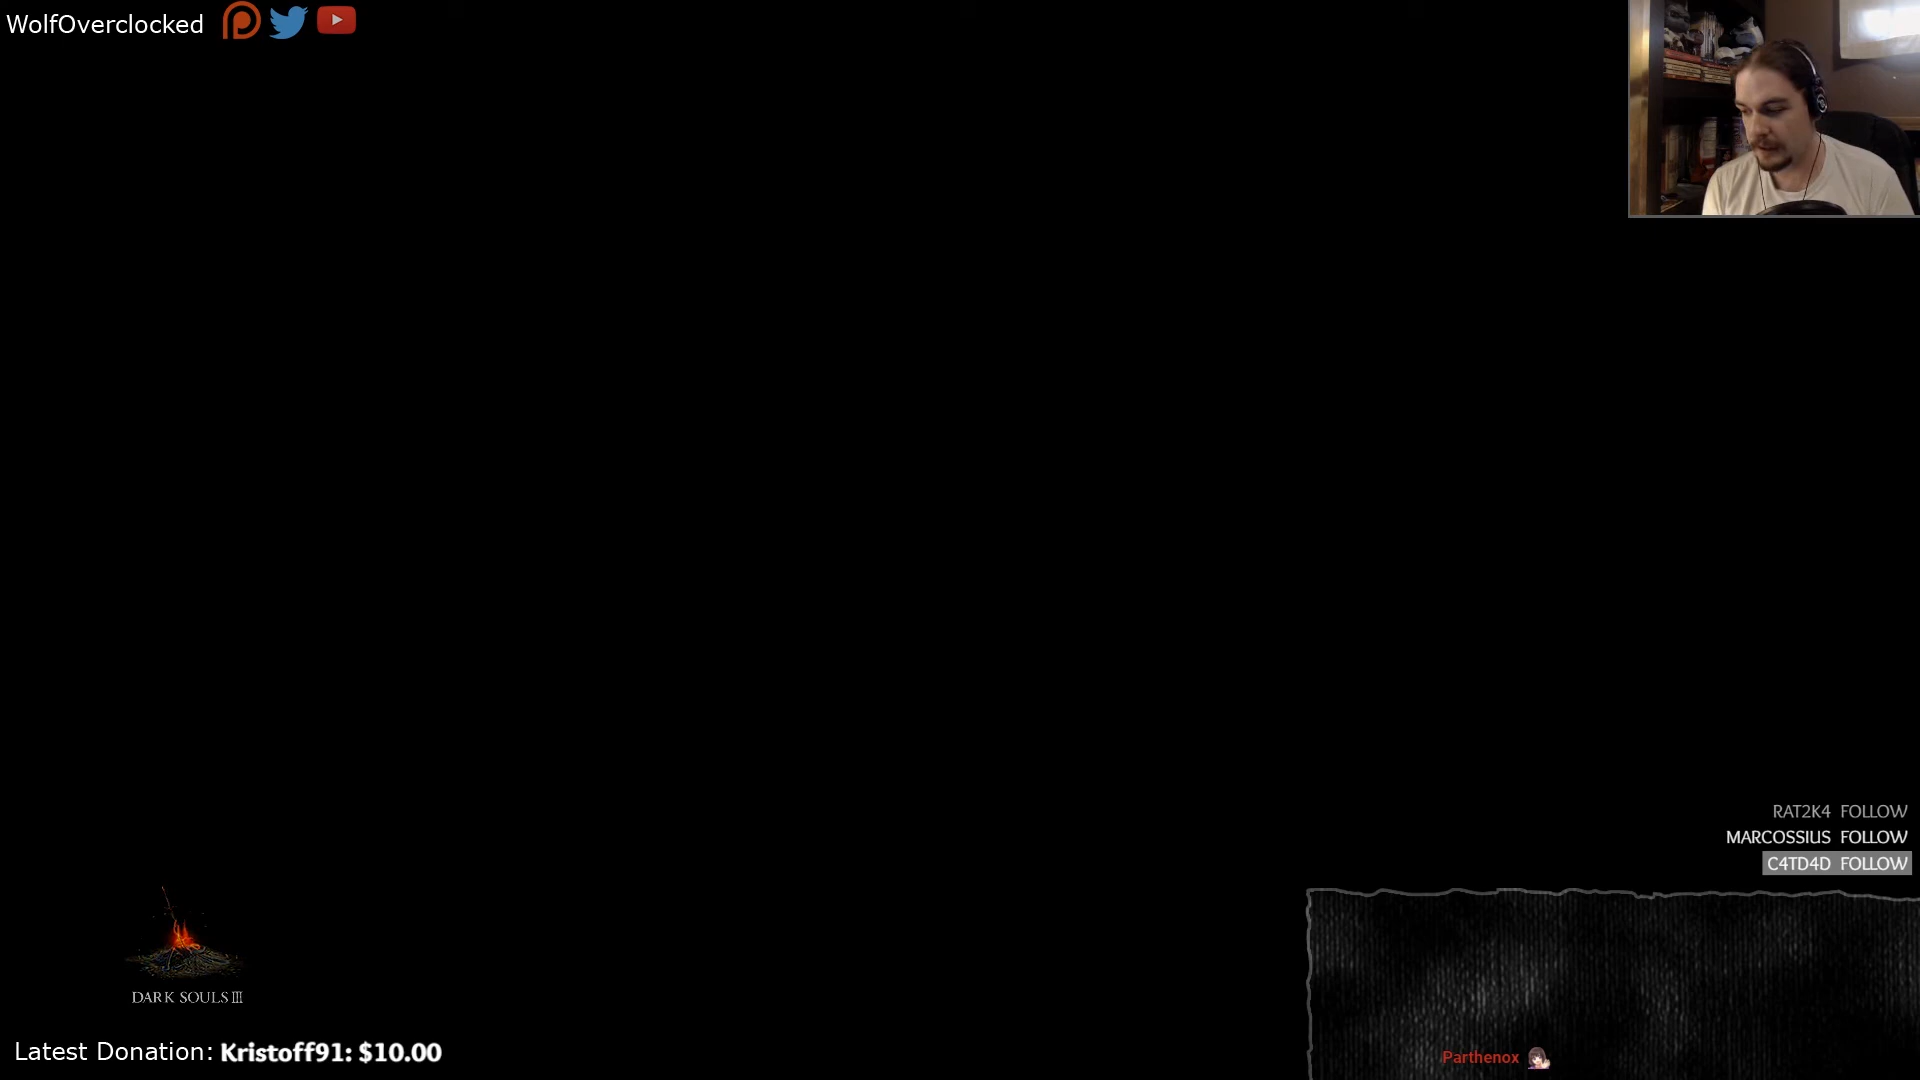 WolfOverclocked
RAT2K4 FOLLOW
MARCOSSIUS FOLLOW
C4TD4D FOLLOW
DARK SOULS III
Latest Donation: Kristoff91: $10.00
Parthenox